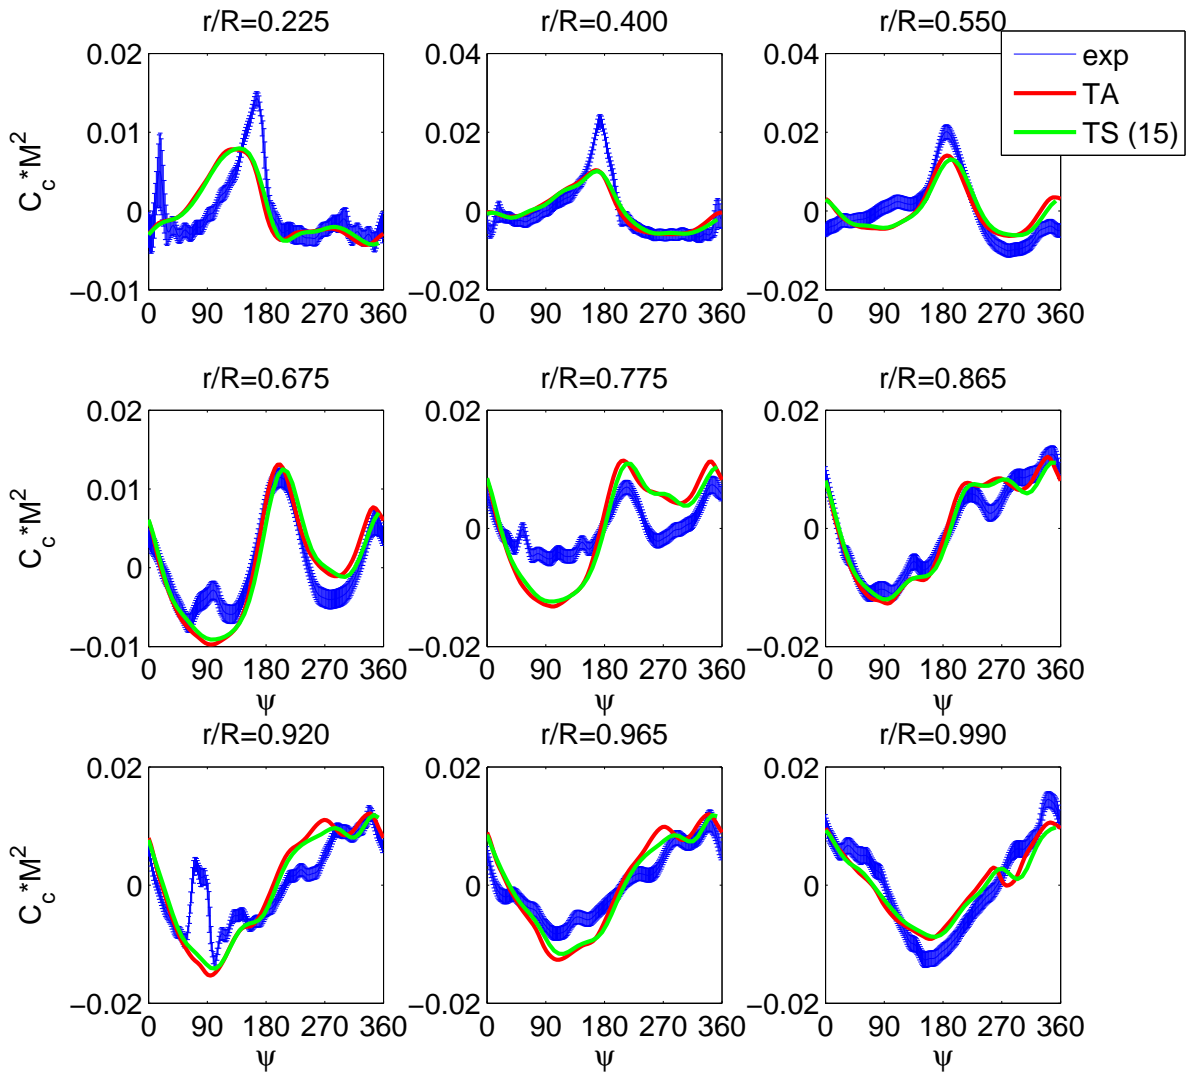 r/R=0.225 r/R=0.400 r/R=0.550
exp
TA
TS (15)
0.02 0.04 0.04
0.01 0.02 0.02
0 0 0
−0.01 −0.02 −0.02
C_c*M^2
0 90 180 270 360 0 90 180 270 360 0 90 180 270 360
r/R=0.675 r/R=0.775 r/R=0.865
0.02 0.02 0.02
0.01 0 0
0 −0.02 −0.02
−0.01
C_c*M^2
0 90 180 270 360 0 90 180 270 360 0 90 180 270 360
ψ ψ ψ
r/R=0.920 r/R=0.965 r/R=0.990
0.02 0.02 0.02
0 0 0
−0.02 −0.02 −0.02
C_c*M^2
0 90 180 270 360 0 90 180 270 360 0 90 180 270 360
ψ ψ ψ